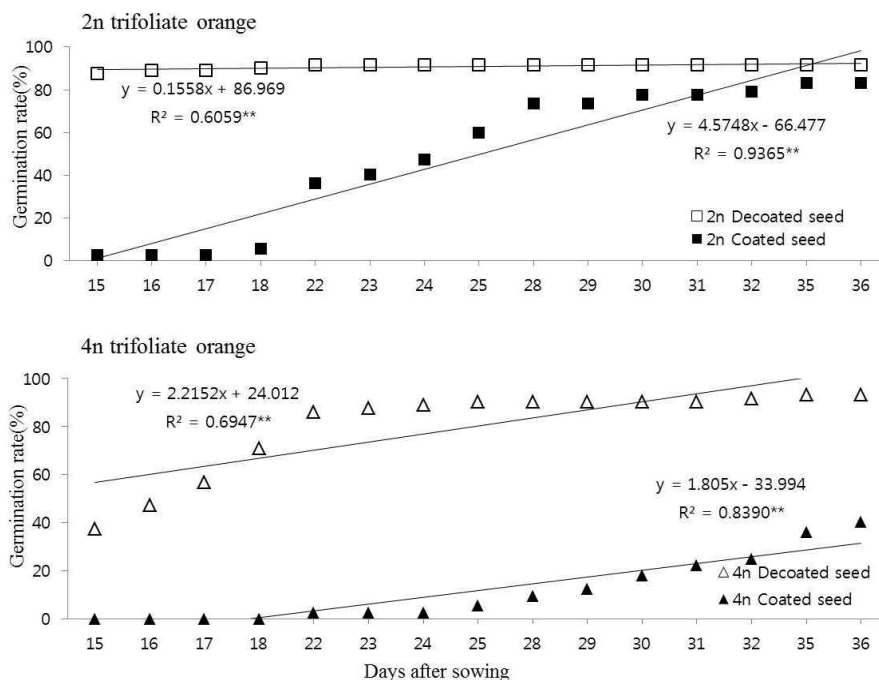 2n trifoliate orange
Germination rate(%)
100
80
60
40
20
0
y = 0.1558x + 86.969
R² = 0.6059**
y = 4.5748x - 66.477
R² = 0.9365**
2n Decoated seed
2n Coated seed
15 16 17 18 22 23 24 25 28 29 30 31 32 35 36
4n trifoliate orange
Germination rate(%)
100
80
60
40
20
0
y = 2.2152x + 24.012
R² = 0.6947**
y = 1.805x - 33.994
R² = 0.8390**
4n Decoated seed
4n Coated seed
15 16 17 18 22 23 24 25 28 29 30 31 32 35 36
Days after sowing